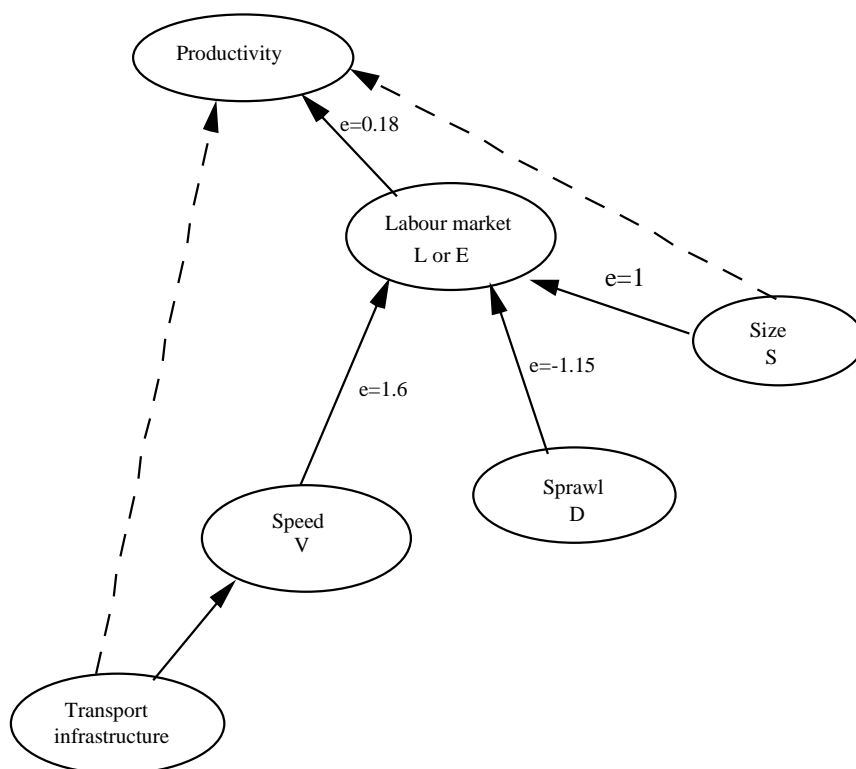 Productivity
e=0.18
Labour market
L or E
e=1
Size
S
e=-1.15
e=1.6
Sprawl
D
Speed
V
Transport
infrastructure